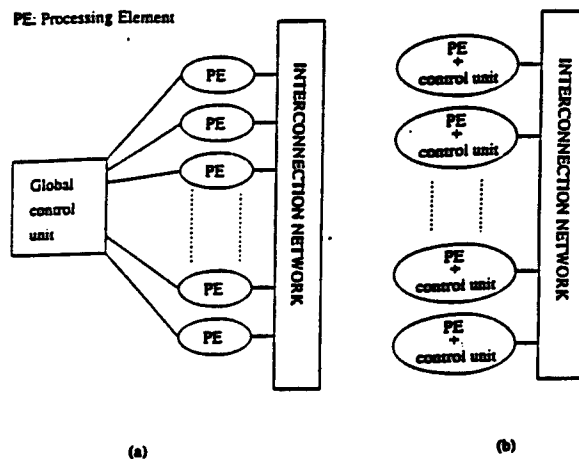 PE: Processing Element
PE
PE
PE
Global
control
unit
PE
PE
INTERCONNECTION NETWORK
(a)
PE
+
control unit
PE
+
control unit
PE
+
control unit
PE
+
control unit
INTERCONNECTION NETWORK
(b)